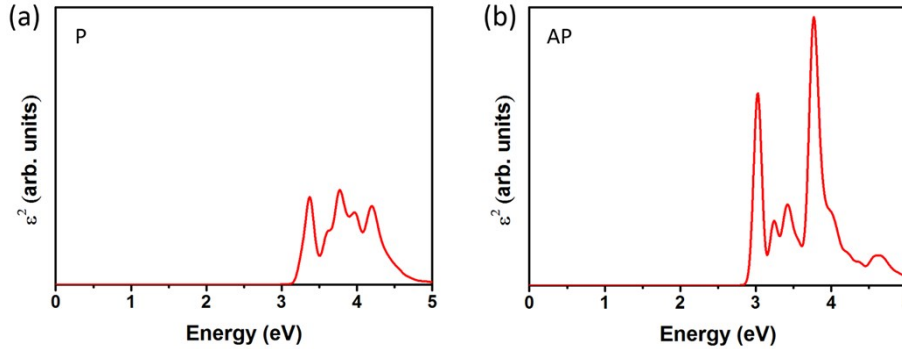 (a)
P
ε² (arb. units)
0 1 2 3 4 5
Energy (eV)
(b)
AP
ε² (arb. units)
0 1 2 3 4
Energy (eV)